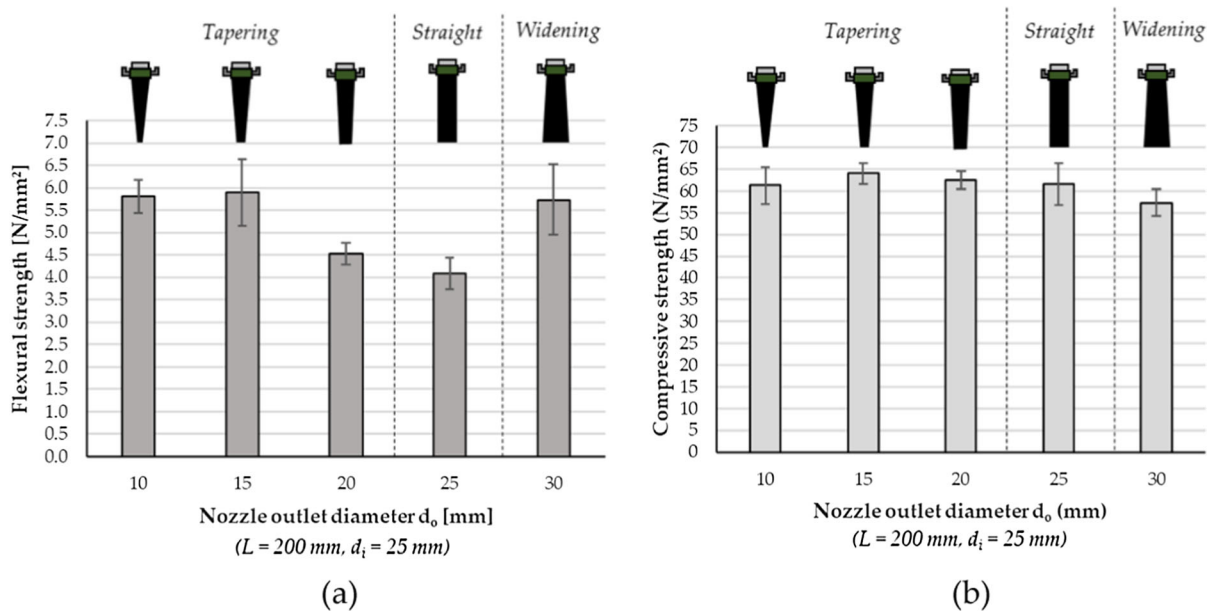 Tapering
Straight
Widening
Flexural strength [N/mm²]
7.5
7.0
6.5
6.0
5.5
5.0
4.5
4.0
3.5
3.0
2.5
2.0
1.5
1.0
0.5
0.0
10 15 20 25 30
Nozzle outlet diameter dₒ [mm]
(L = 200 mm, dᵢ = 25 mm)
(a)
Tapering
Straight
Widening
Compressive strength (N/mm²)
75
70
65
60
55
50
45
40
35
30
25
20
15
10
5
0
10 15 20 25 30
Nozzle outlet diameter dₒ (mm)
(L = 200 mm, dᵢ = 25 mm)
(b)